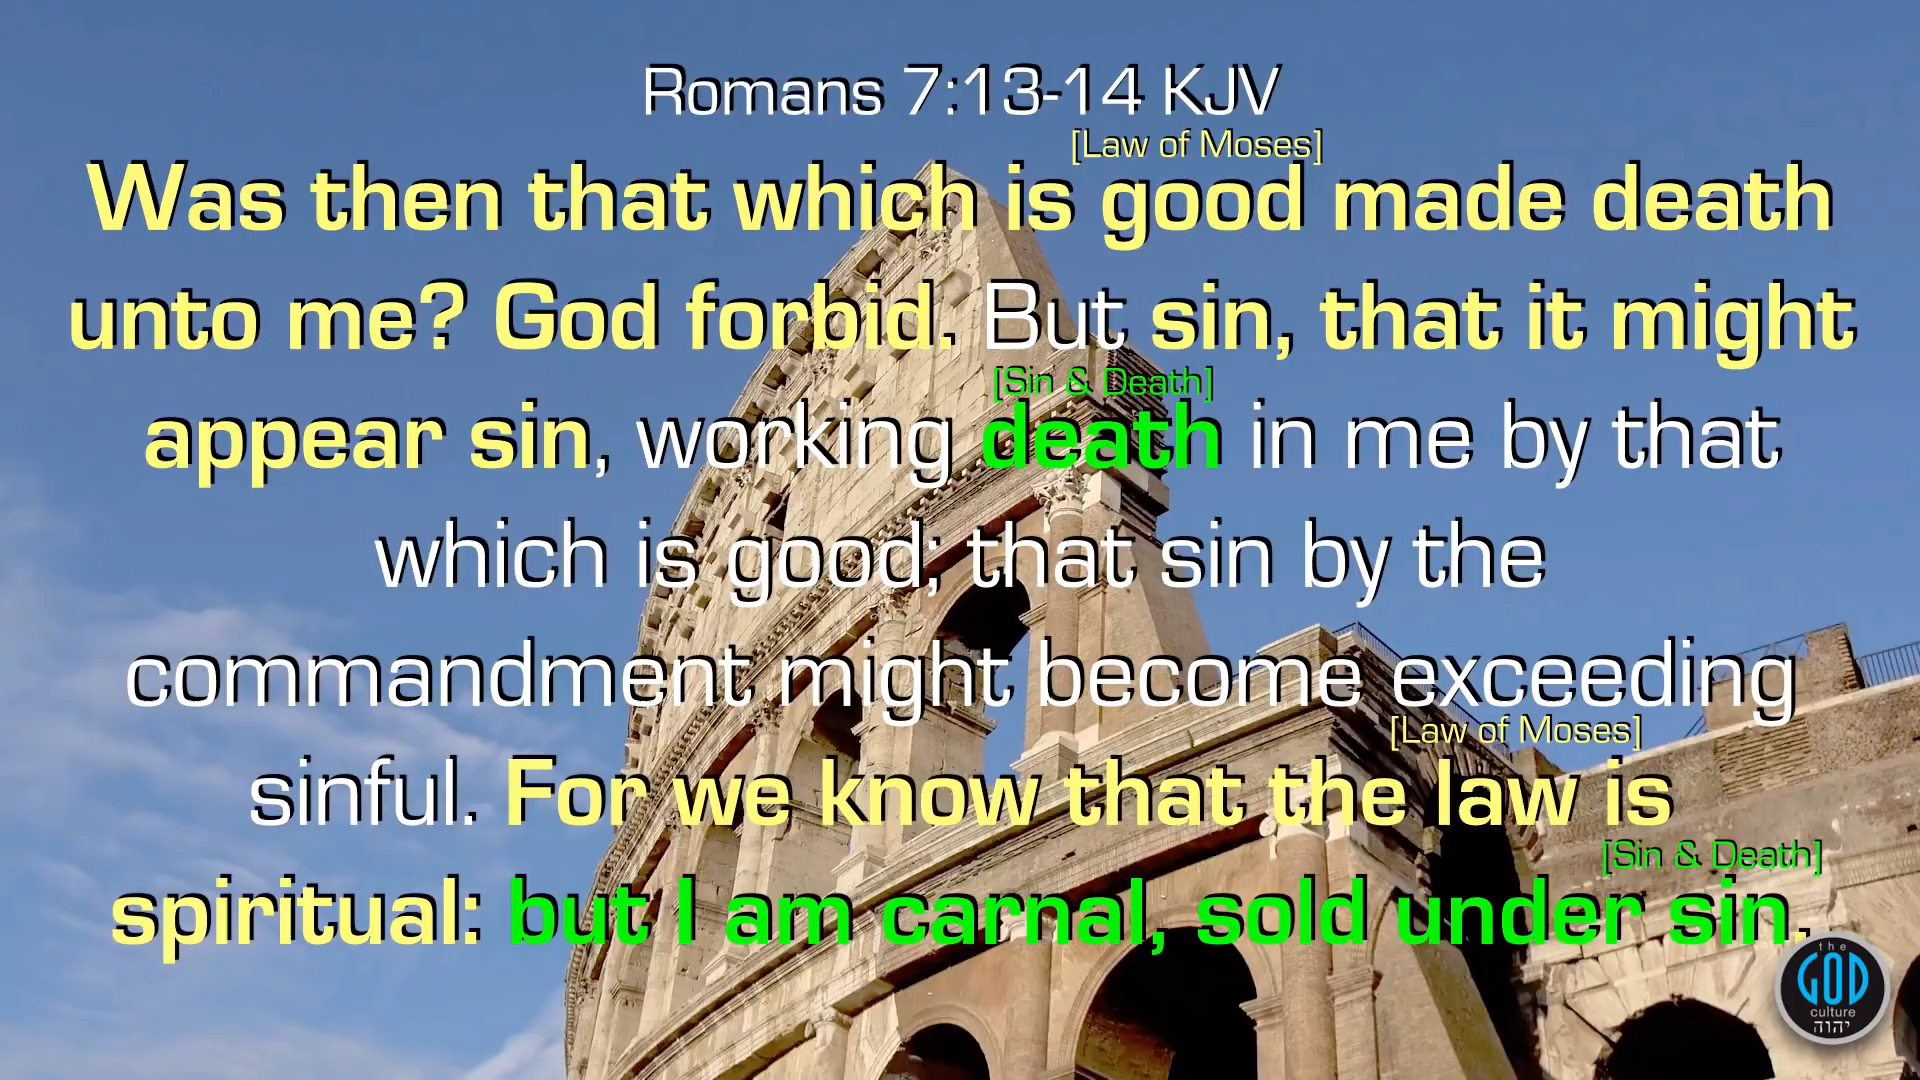 Romans 7:13-14 KJV
[Law of Moses]
Was then that which is good made death
unto me? God forbid. But sin, that it might
[Sin & Death]
appear sin, working death in me by that
which is good; that sin by the
commandment might become exceeding
[Law of Moses]
sinful. For we know that the law is
[Sin & Death]
spiritual: but I am carnal, sold under sin.
the
GOD
culture
יהוה